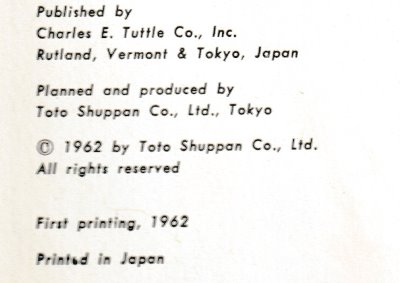 Published by
Charles E. Tuttle Co., Inc.
Rutland, Vermont & Tokyo, Japan
Planned and produced by
Toto Shuppan Co., Ltd., Tokyo
© 1962 by Toto Shuppan Co., Ltd.
All rights reserved
First printing, 1962
Printed in Japan